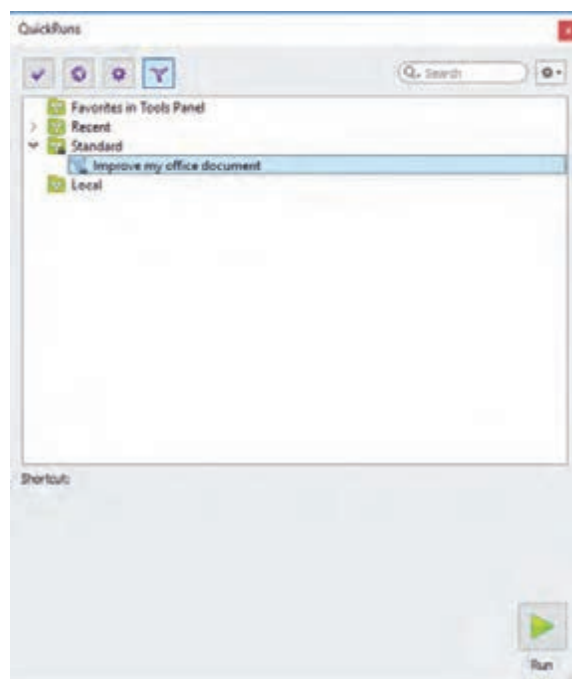 QuickRuns
Search
Favorites in Tools Panel
Recent
Standard
Improve my office document
Local
Shortcut:
Run